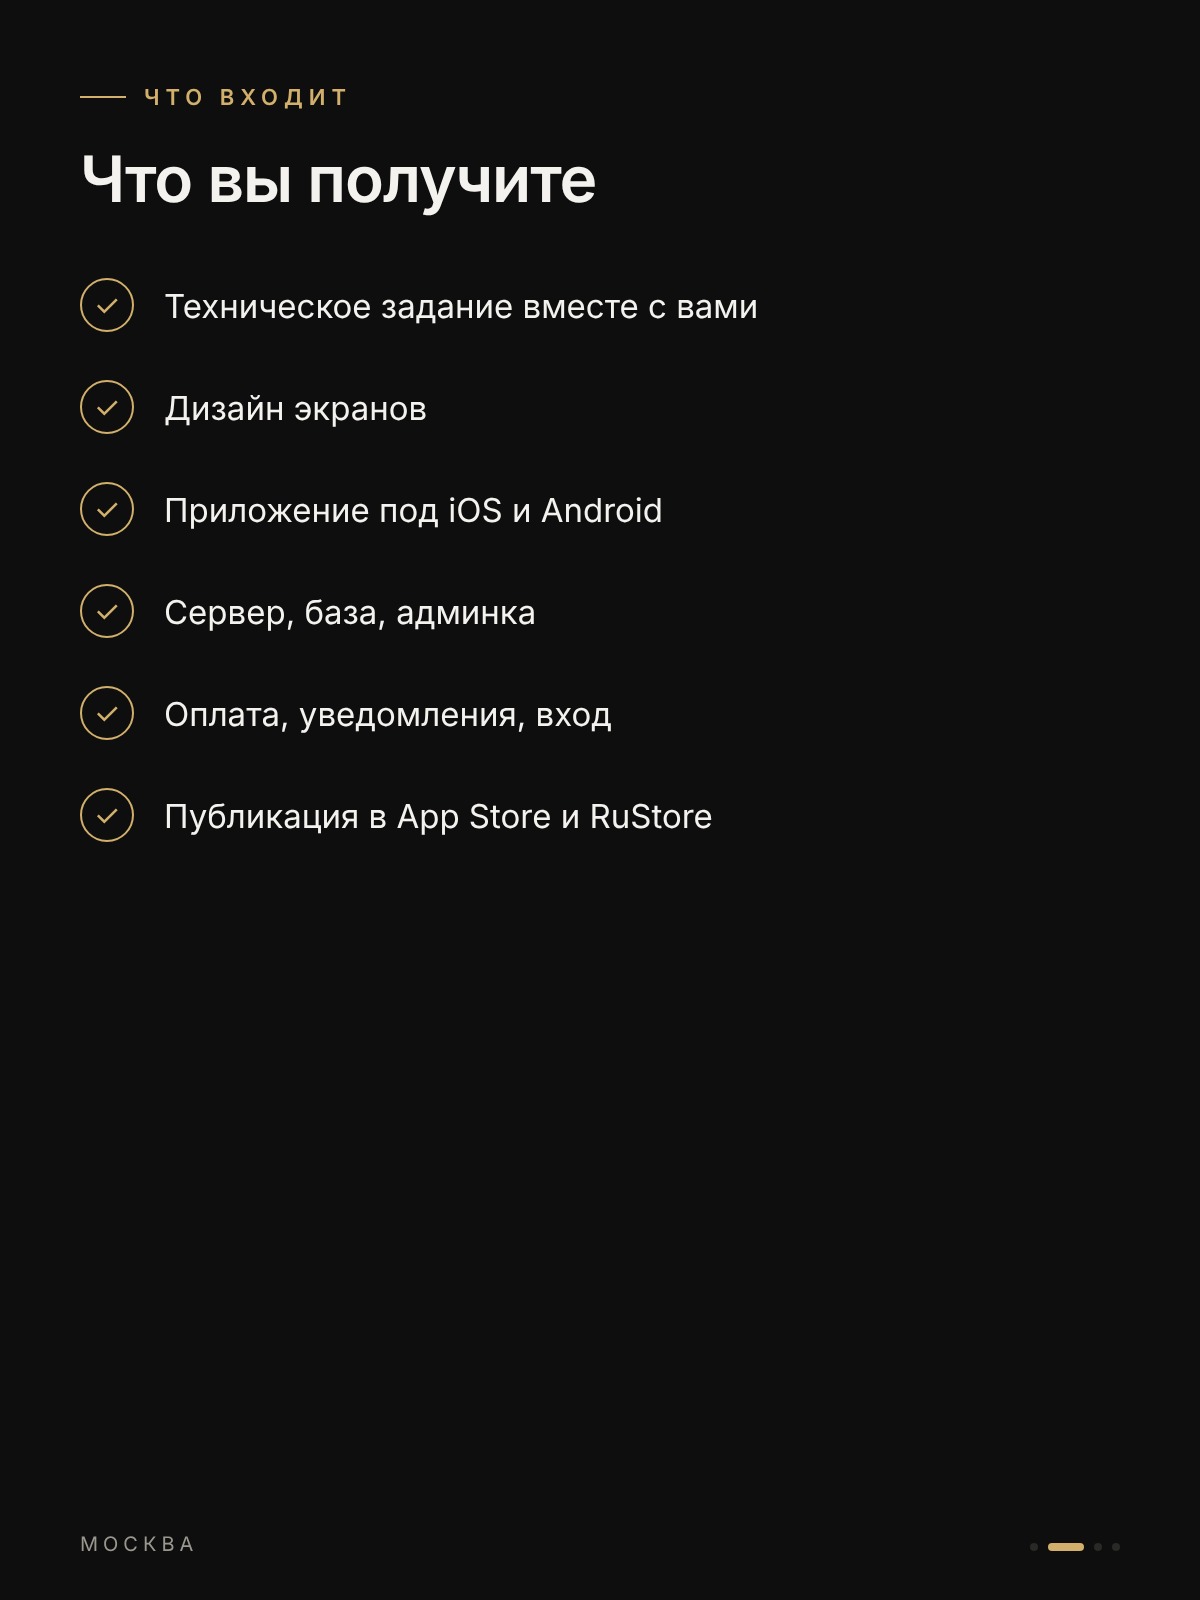 ЧТО ВХОДИТ
Что вы получите
Техническое задание вместе с вами
Дизайн экранов
Приложение под iOS и Android
Сервер, база, админка
Оплата, уведомления, вход
Публикация в App Store и RuStore
МОСКВА